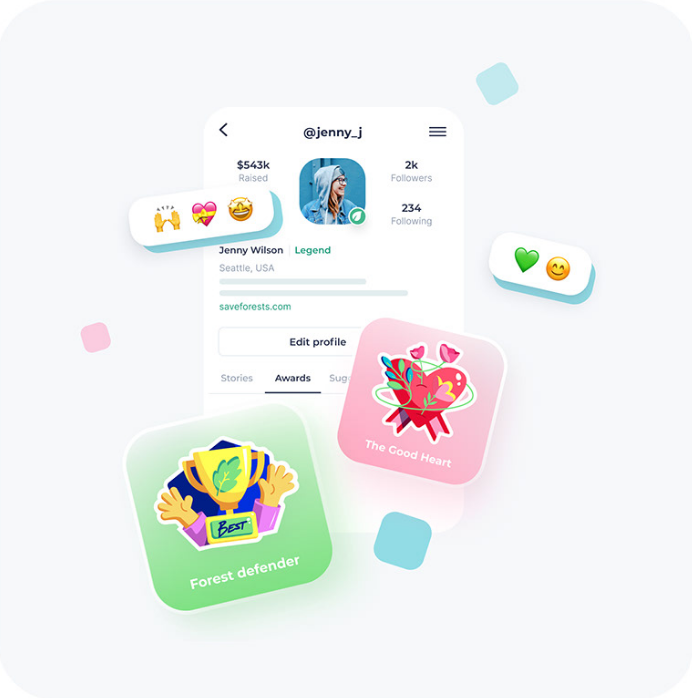 @jenny_j
$543k
Raised
2k
Followers
234
Following
Jenny Wilson | Legend
Seattle, USA
saveforests.com
Edit profile
Stories Awards Sug
The Good Heart
BEST
Forest defender